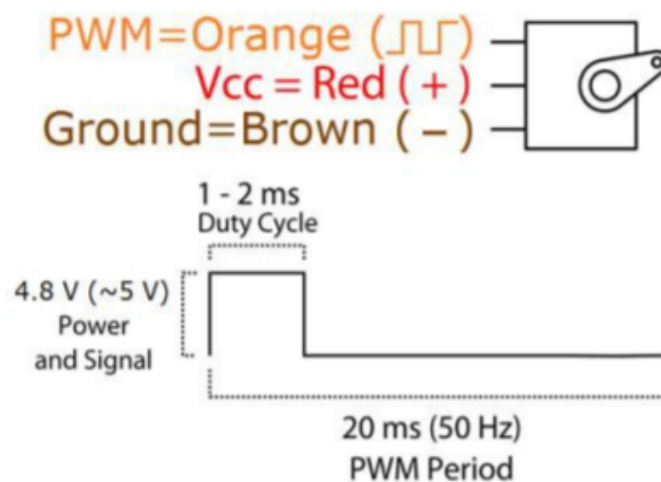 PWM=Orange (⎍⎍)
Vcc = Red ( + )
Ground=Brown ( − )
1 - 2 ms
Duty Cycle
4.8 V (~5 V)
Power
and Signal
20 ms (50 Hz)
PWM Period